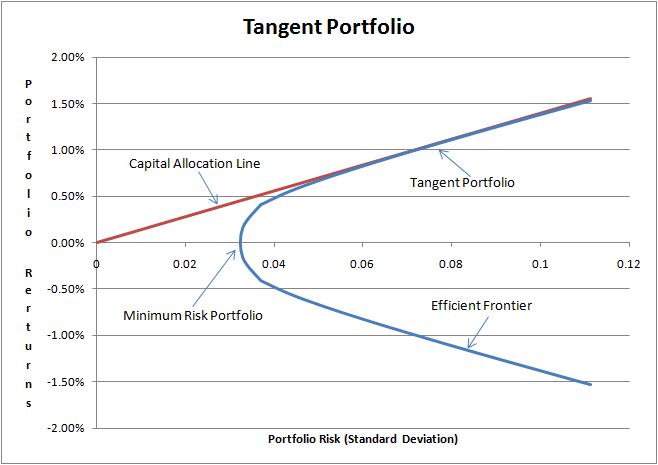 Tangent Portfolio
Portfolio Rerturns
2.00%
1.50%
1.00%
0.50%
0.00%
-0.50%
-1.00%
-1.50%
-2.00%
0 0.02 0.04 0.06 0.08 0.1 0.12
Capital Allocation Line
Tangent Portfolio
Minimum Risk Portfolio
Efficient Frontier
Portfolio Risk (Standard Deviation)